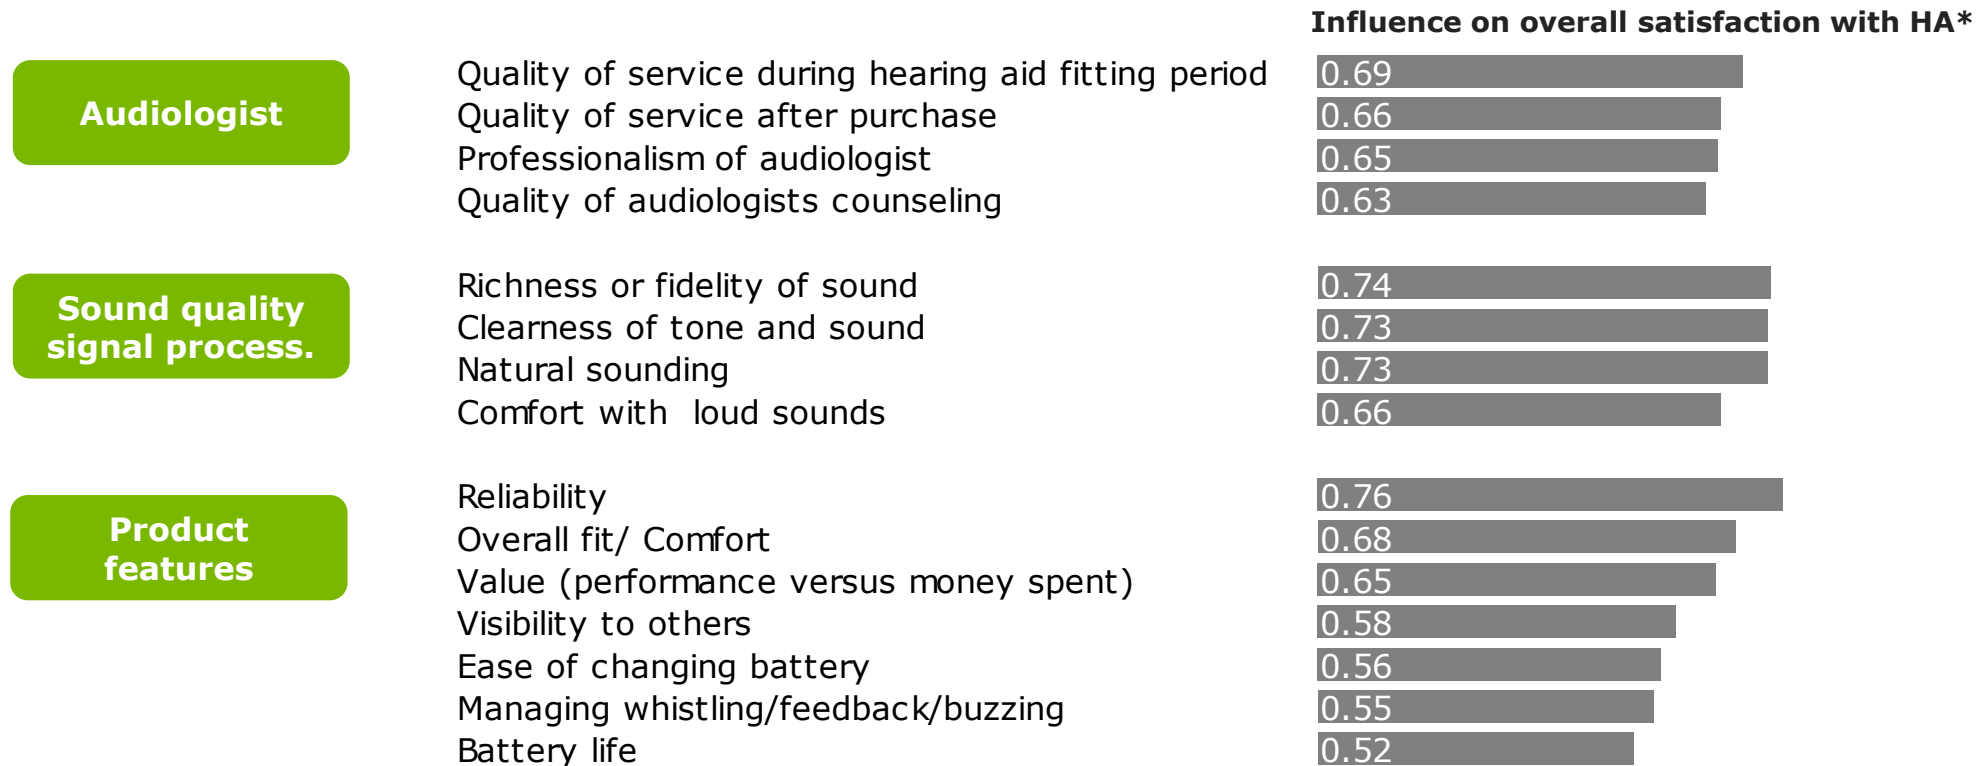 Influence on overall satisfaction with HA*
Audiologist
Quality of service during hearing aid fitting period 0.69
Quality of service after purchase 0.66
Professionalism of audiologist 0.65
Quality of audiologists counseling 0.63
Sound quality
signal process.
Richness or fidelity of sound 0.74
Clearness of tone and sound 0.73
Natural sounding 0.73
Comfort with loud sounds 0.66
Product
features
Reliability 0.76
Overall fit/ Comfort 0.68
Value (performance versus money spent) 0.65
Visibility to others 0.58
Ease of changing battery 0.56
Managing whistling/feedback/buzzing 0.55
Battery life 0.52